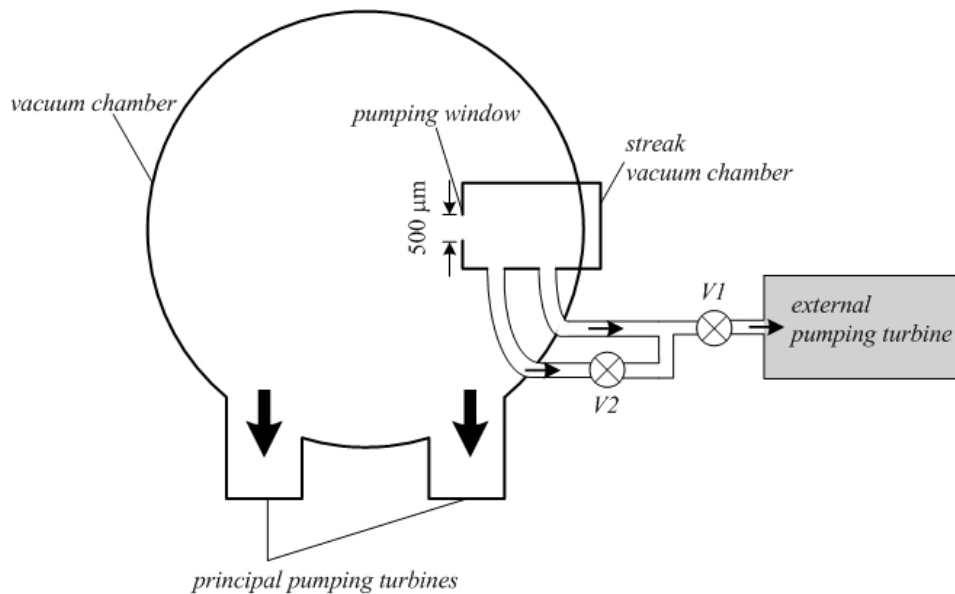 vacuum chamber
pumping window
streak
vacuum chamber
500 μm
V1
external
pumping turbine
V2
principal pumping turbines